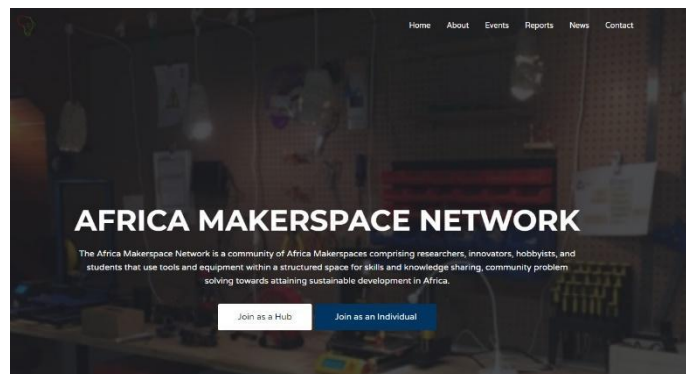 Home About Events Reports News Contact
AFRICA MAKERSPACE NETWORK
The Africa Makerspace Network is a community of Africa Makerspaces comprising researchers, innovators, hobbyists, and
students that use tools and equipment within a structured space for skills and knowledge sharing, community problem
solving towards attaining sustainable development in Africa.
Join as a Hub Join as an Individual